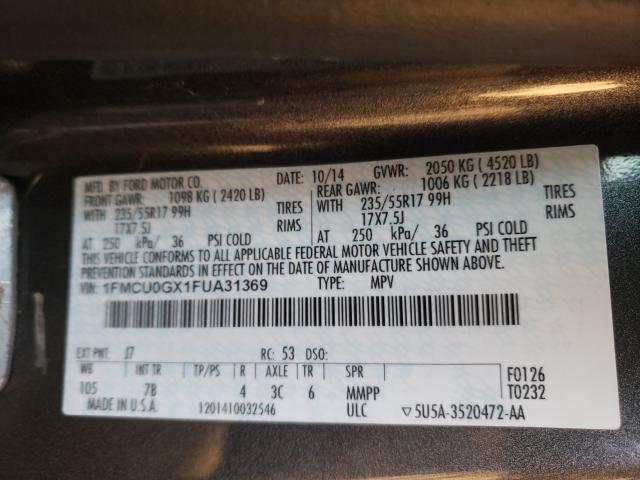 MFD. BY FORD MOTOR CO.
DATE: 10/14 GVWR: 2050 KG ( 4520 LB)
FRONT GAWR: 1098 KG ( 2420 LB)
REAR GAWR: 1006 KG ( 2218 LB)
WITH 235/55R17 99H TIRES
WITH 235/55R17 99H TIRES
17X7.5J RIMS
17X7.5J RIMS
AT 250 kPa/ 36 PSI COLD
AT 250 kPa/ 36 PSI COLD
THIS VEHICLE CONFORMS TO ALL APPLICABLE FEDERAL MOTOR VEHICLE SAFETY AND THEFT
PREVENTION STANDARDS IN EFFECT ON THE DATE OF MANUFACTURE SHOWN ABOVE.
VIN: 1FMCU0GX1FUA31369 TYPE: MPV
EXT PNT: J7 RC: 53 DSO:
WB INT TR TP/PS R AXLE TR SPR F0126
105 7B 4 3C 6 MMPP T0232
MADE IN U.S.A. 1201410032546 ULC ▽5U5A-3520472-AA